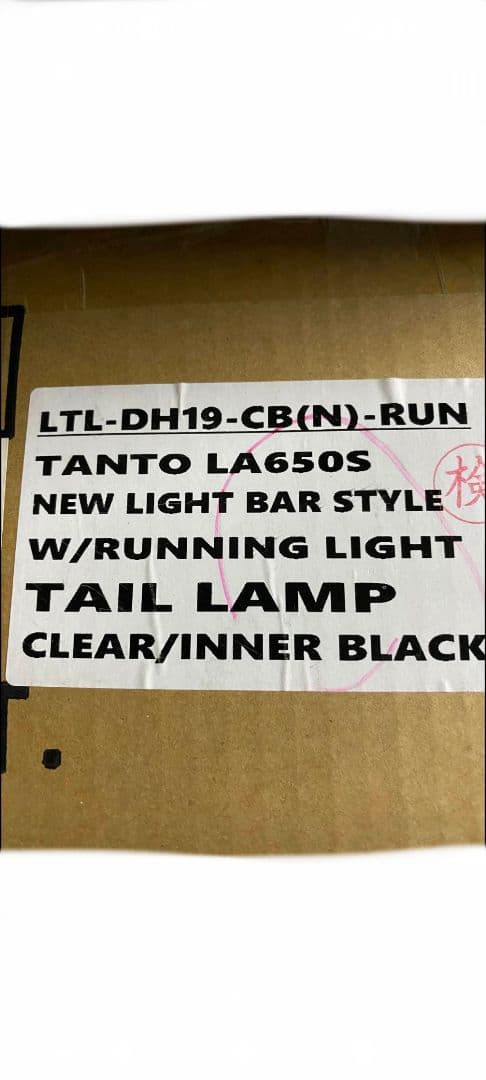 LTL-DH19-CB(N)-RUN
TANTO LA650S
NEW LIGHT BAR STYLE
W/RUNNING LIGHT
TAIL LAMP
CLEAR/INNER BLACK
検